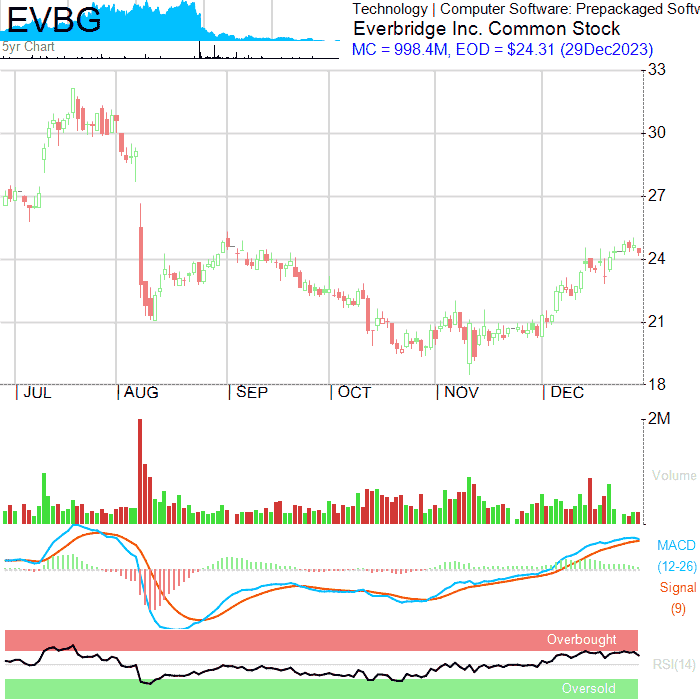 EVBG
5yr Chart
Technology | Computer Software: Prepackaged Softw
Everbridge Inc. Common Stock
MC = 998.4M, EOD = $24.31 (29Dec2023)
33
30
27
24
21
18
JUL AUG SEP OCT NOV DEC
2M
Volume
MACD
(12-26)
Signal
(9)
Overbought
RSI(14)
Oversold